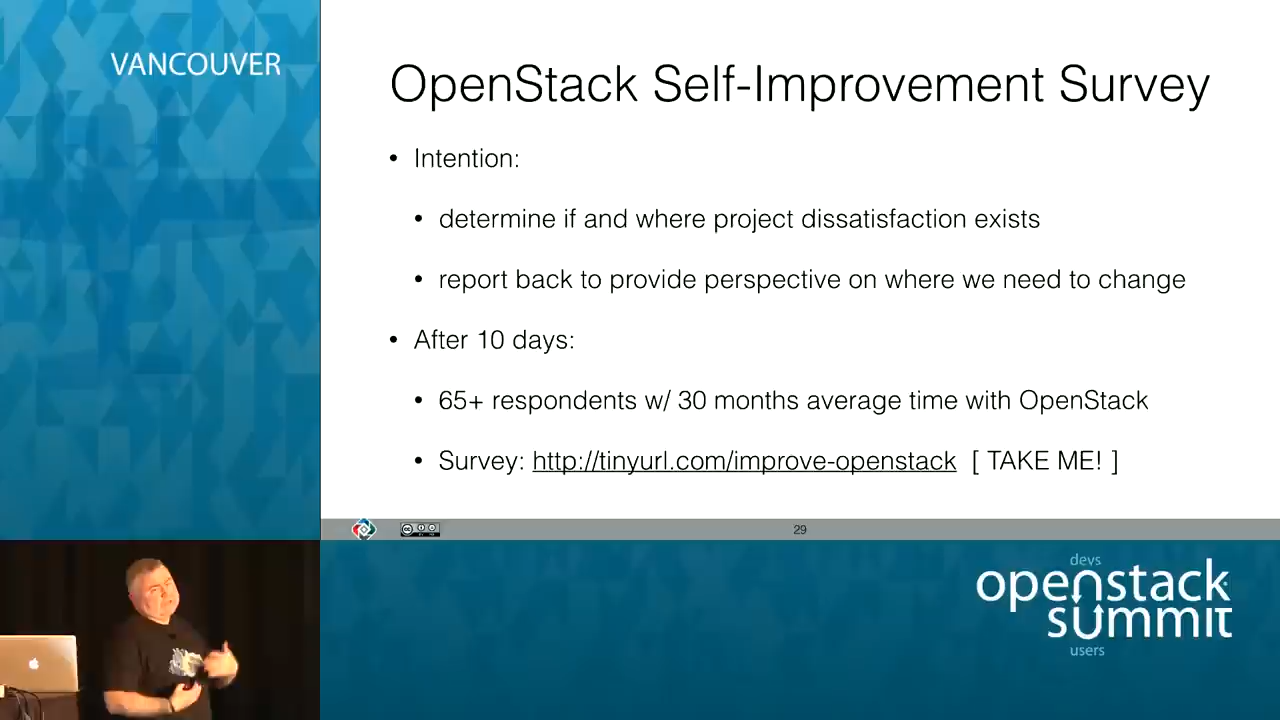 VANCOUVER
OpenStack Self-Improvement Survey
• Intention:
• determine if and where project dissatisfaction exists
• report back to provide perspective on where we need to change
• After 10 days:
• 65+ respondents w/ 30 months average time with OpenStack
• Survey: http://tinyurl.com/improve-openstack [ TAKE ME! ]
29
devs
openstack
summit
users